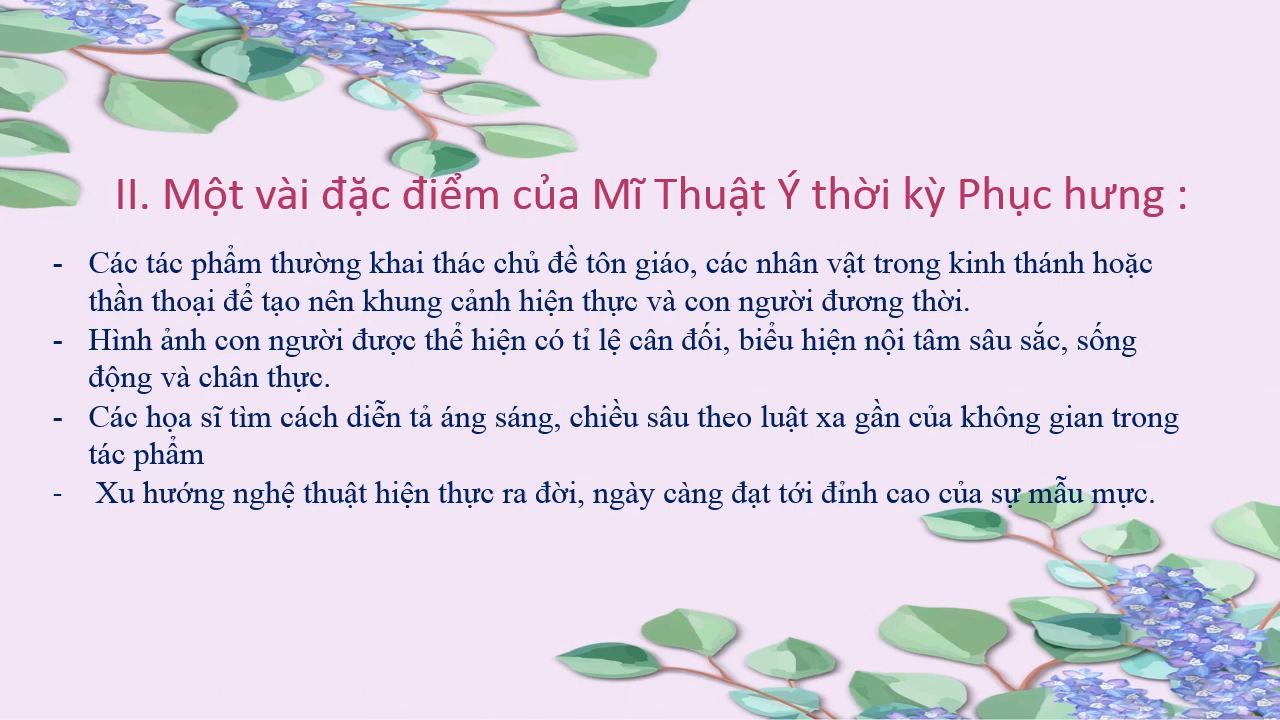 II. Một vài đặc điểm của Mĩ Thuật Ý thời kỳ Phục hưng :
- Các tác phẩm thường khai thác chủ đề tôn giáo, các nhân vật trong kinh thánh hoặc
thần thoại để tạo nên khung cảnh hiện thực và con người đương thời.
- Hình ảnh con người được thể hiện có tỉ lệ cân đối, biểu hiện nội tâm sâu sắc, sống
động và chân thực.
- Các họa sĩ tìm cách diễn tả áng sáng, chiều sâu theo luật xa gần của không gian trong
tác phẩm
- Xu hướng nghệ thuật hiện thực ra đời, ngày càng đạt tới đỉnh cao của sự mẫu mực.